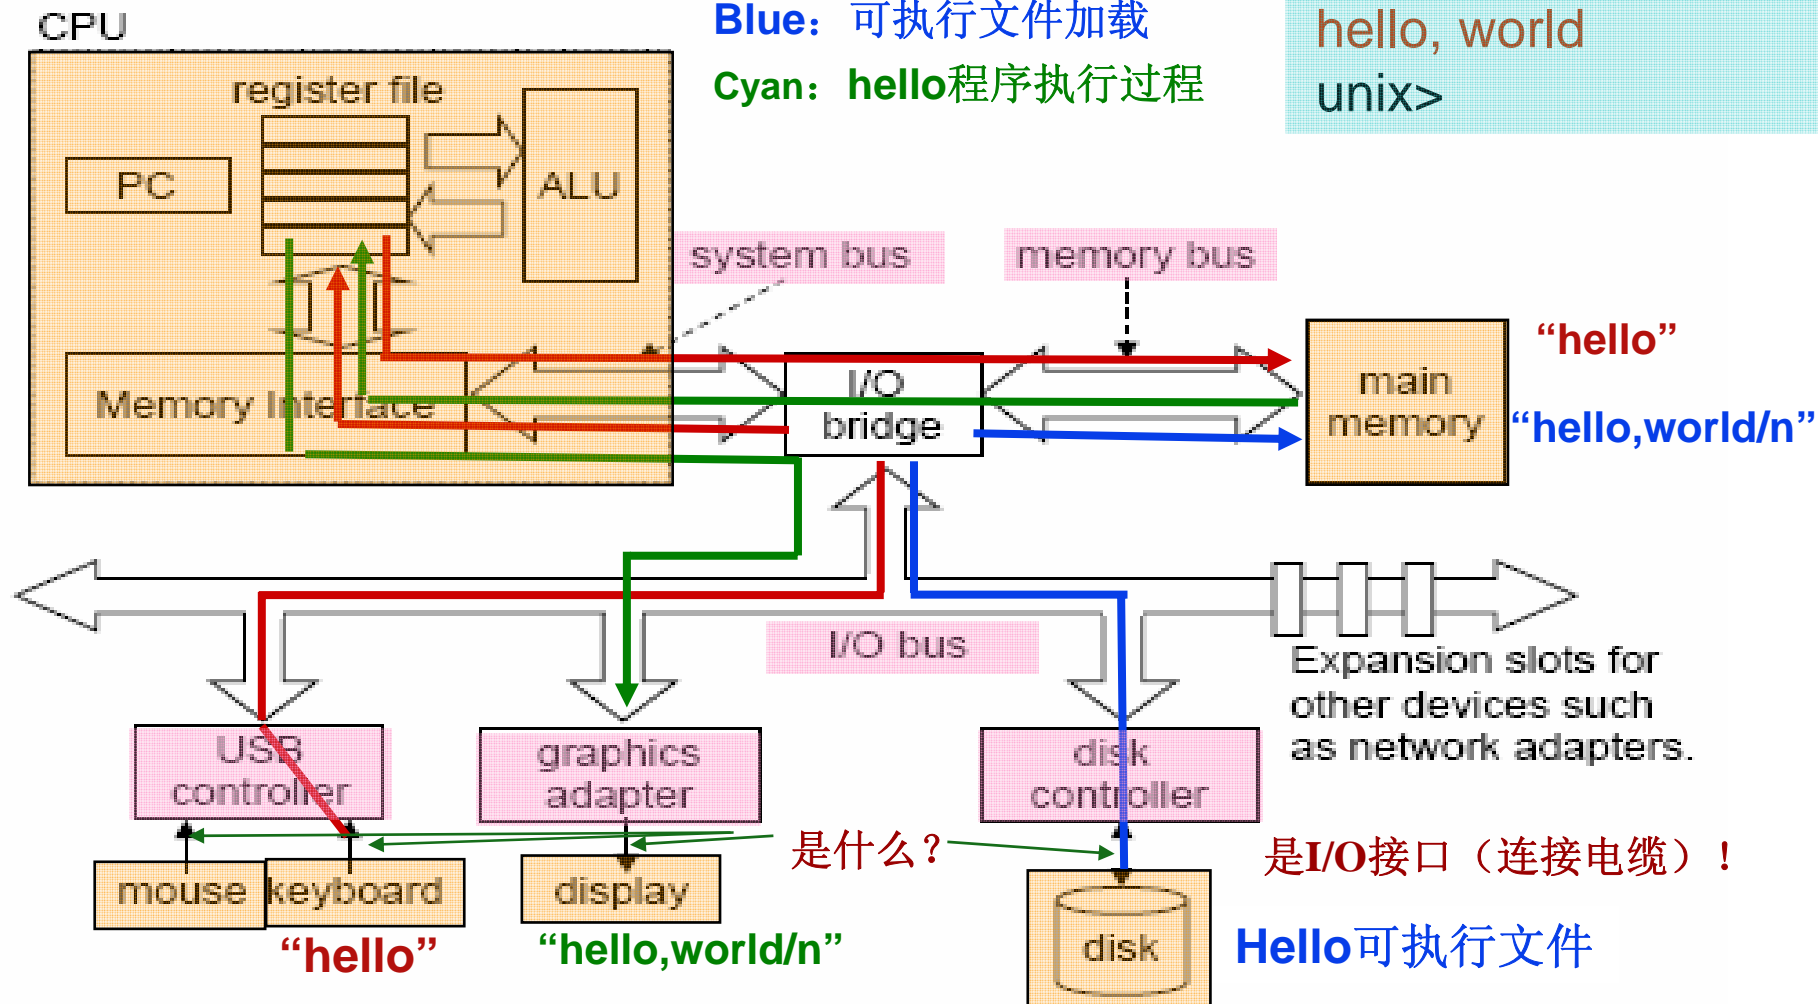 CPU
Blue：可执行文件加载
Cyan：hello程序执行过程
hello, world
unix>
register file
PC
ALU
system bus
memory bus
Memory Interface
I/O
bridge
main
memory
“hello”
“hello,world/n”
I/O bus
Expansion slots for
other devices such
as network adapters.
USB
controller
graphics
adapter
disk
controller
是什么？
是I/O接口（连接电缆）！
mouse
keyboard
display
disk
“hello”
“hello,world/n”
Hello可执行文件